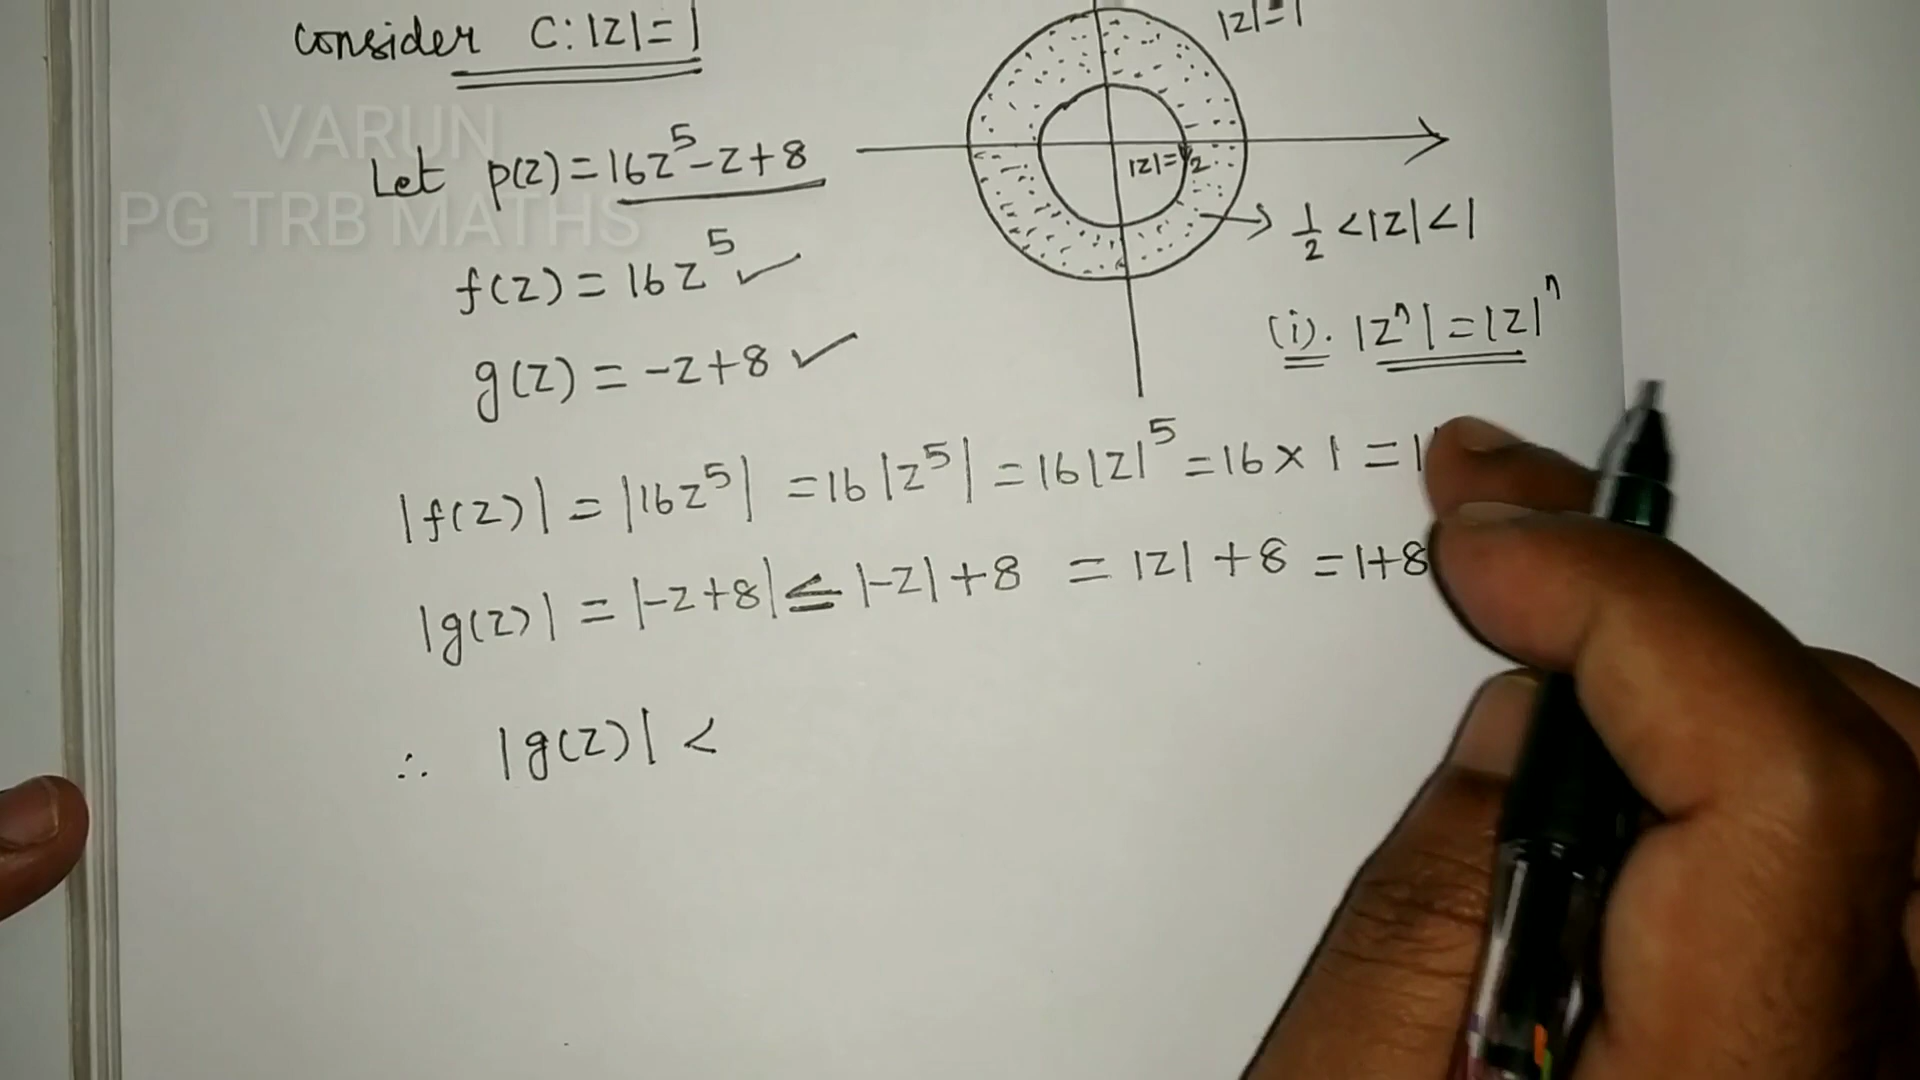 consider C: |z| = 1
|z| = 1
VARUN
PG TRB MATHS
Let p(z) = 16z⁵ - z + 8
|z| = ½
½ < |z| < 1
f(z) = 16z⁵ ✓
(i). |zⁿ| = |z|ⁿ
g(z) = -z + 8 ✓
|f(z)| = |16z⁵| = 16|z⁵| = 16|z|⁵ = 16 × 1 =
|g(z)| = |-z+8| ≤ |-z| + 8 = |z| + 8 = 1+8
∴ |g(z)| <